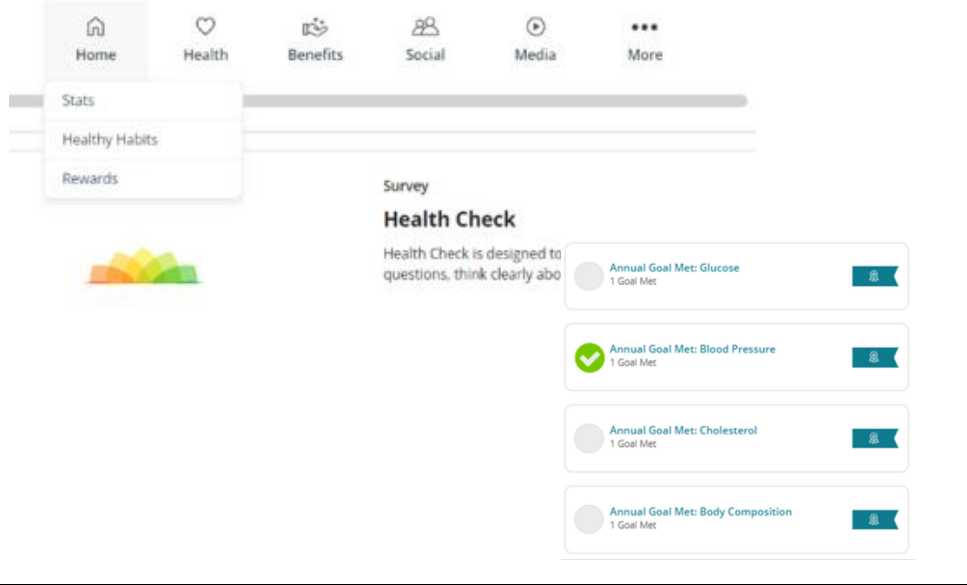 Home
Health
Benefits
Social
Media
More
Stats
Healthy Habits
Rewards
Survey
Health Check
Health Check is designed to
questions, think clearly abo
Annual Goal Met: Glucose
1 Goal Met
Annual Goal Met: Blood Pressure
1 Goal Met
Annual Goal Met: Cholesterol
1 Goal Met
Annual Goal Met: Body Composition
1 Goal Met